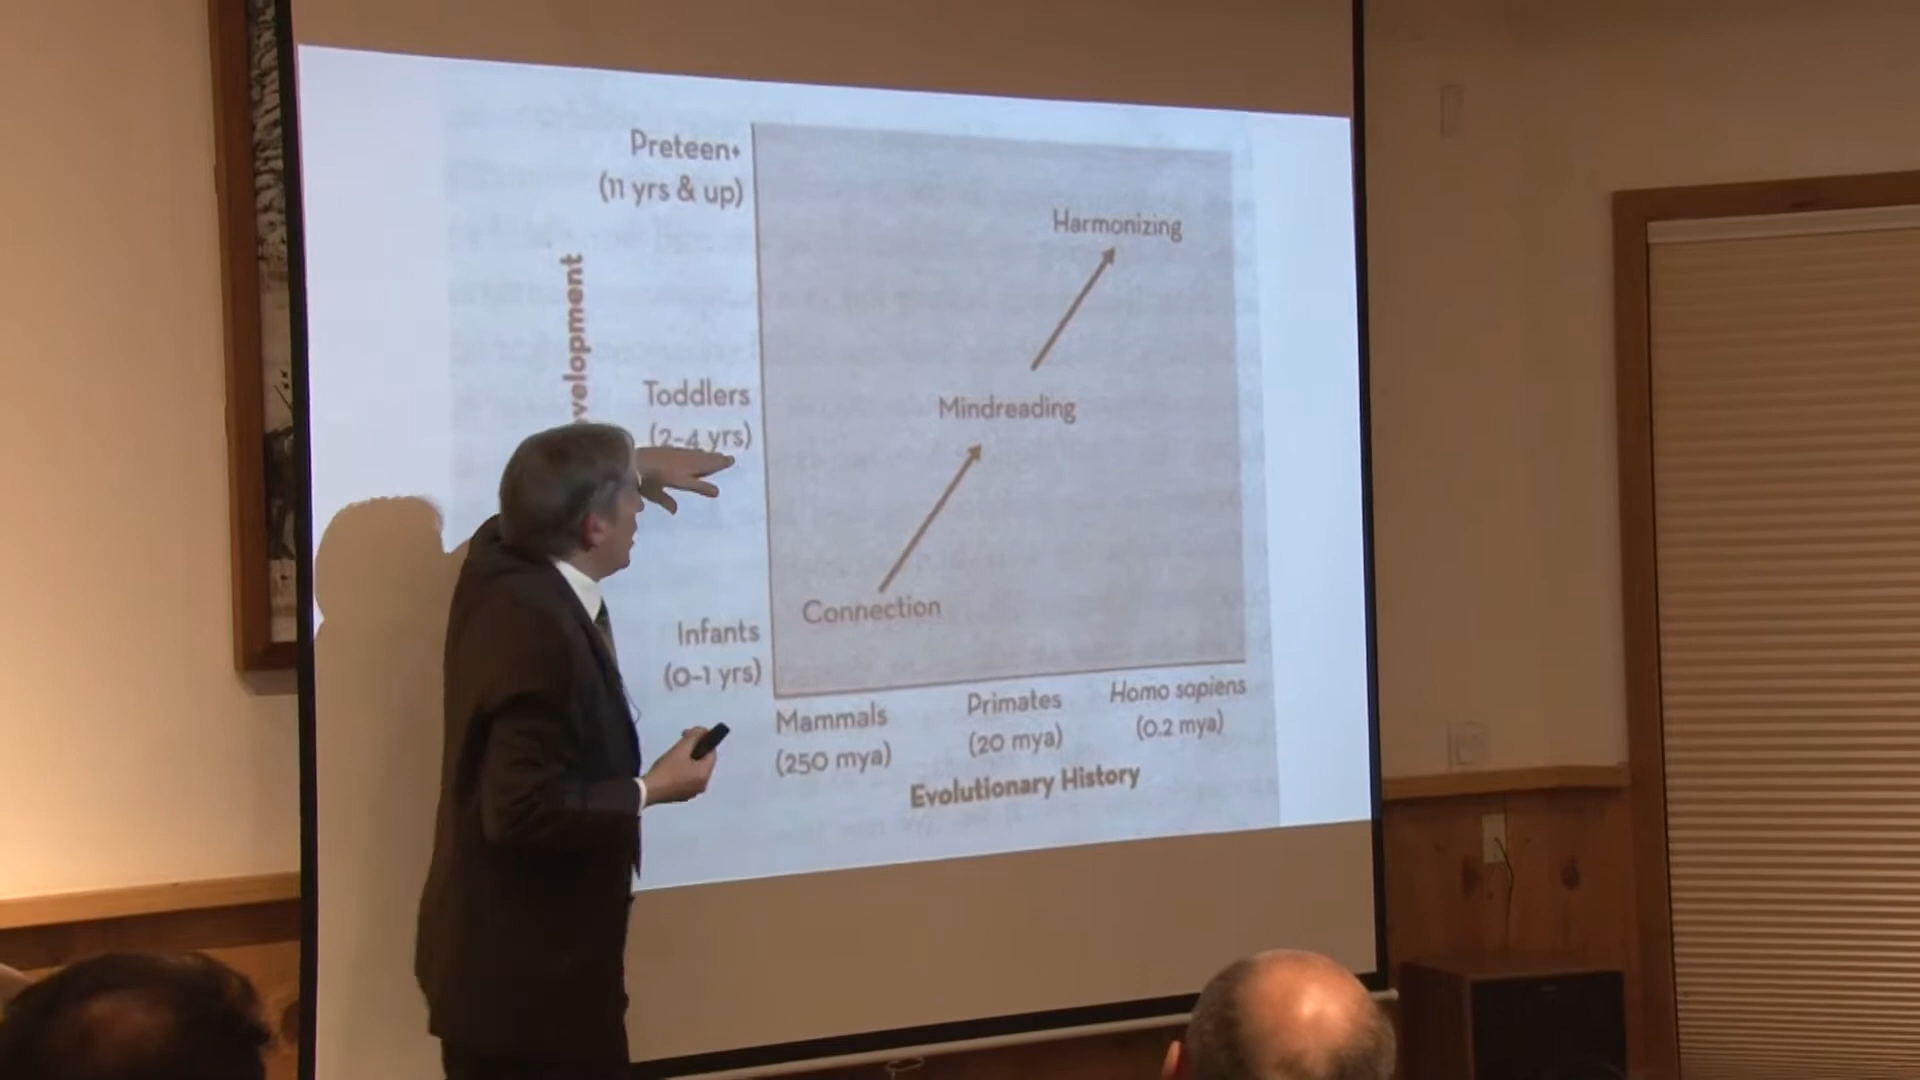 Preteen+
(11 yrs & up)
Harmonizing
Toddlers
(2-4 yrs)
Mindreading
Connection
Infants
(0-1 yrs)
Mammals
(250 mya)
Primates
(20 mya)
Homo sapiens
(0.2 mya)
Evolutionary History